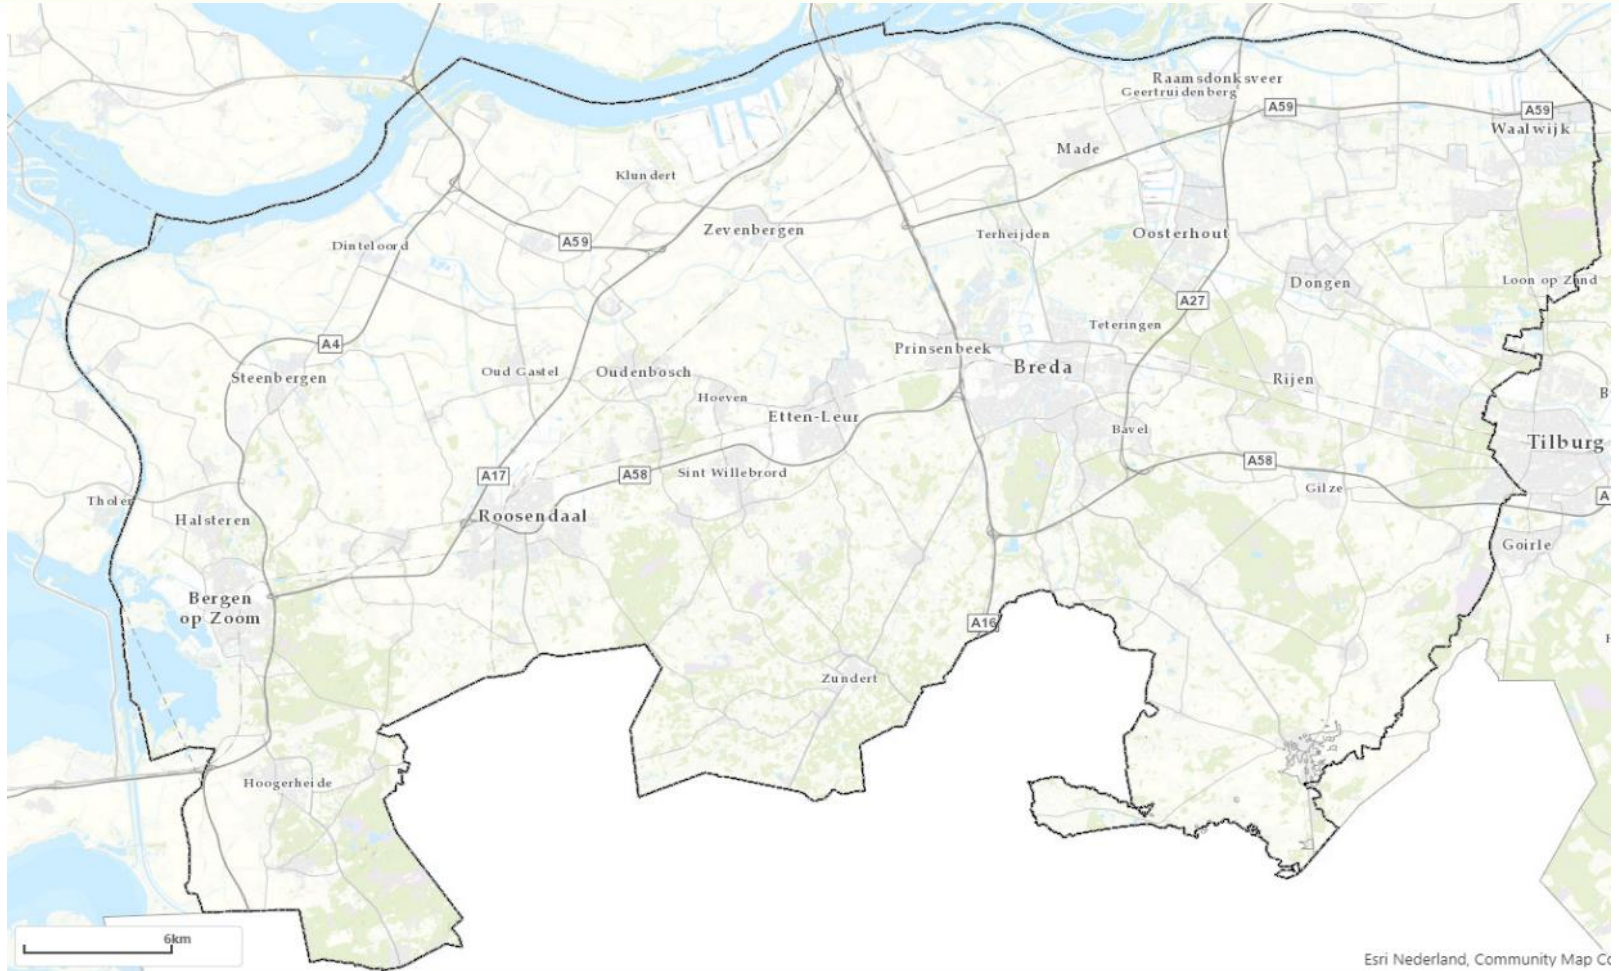 Raamsdonksveer
Geertruidenberg
A59
A59
Waalwijk
Made
Klundert
Zevenbergen
Terheijden
Oosterhout
Dinteloord
A59
Dongen
Loon op Zand
A27
Teteringen
A4
Prinsenbeek
Breda
Steenbergen
Oud Gastel
Oudenbosch
Rijen
Hoeven
B
Etten-Leur
Bavel
Tilburg
A17
A58
Sint Willebrord
A58
Gilze
A
Tholen
Halsteren
Roosendaal
Goirle
Bergen
op Zoom
A16
Zundert
Hoogerheide
6km
Esri Nederland, Community Map Co